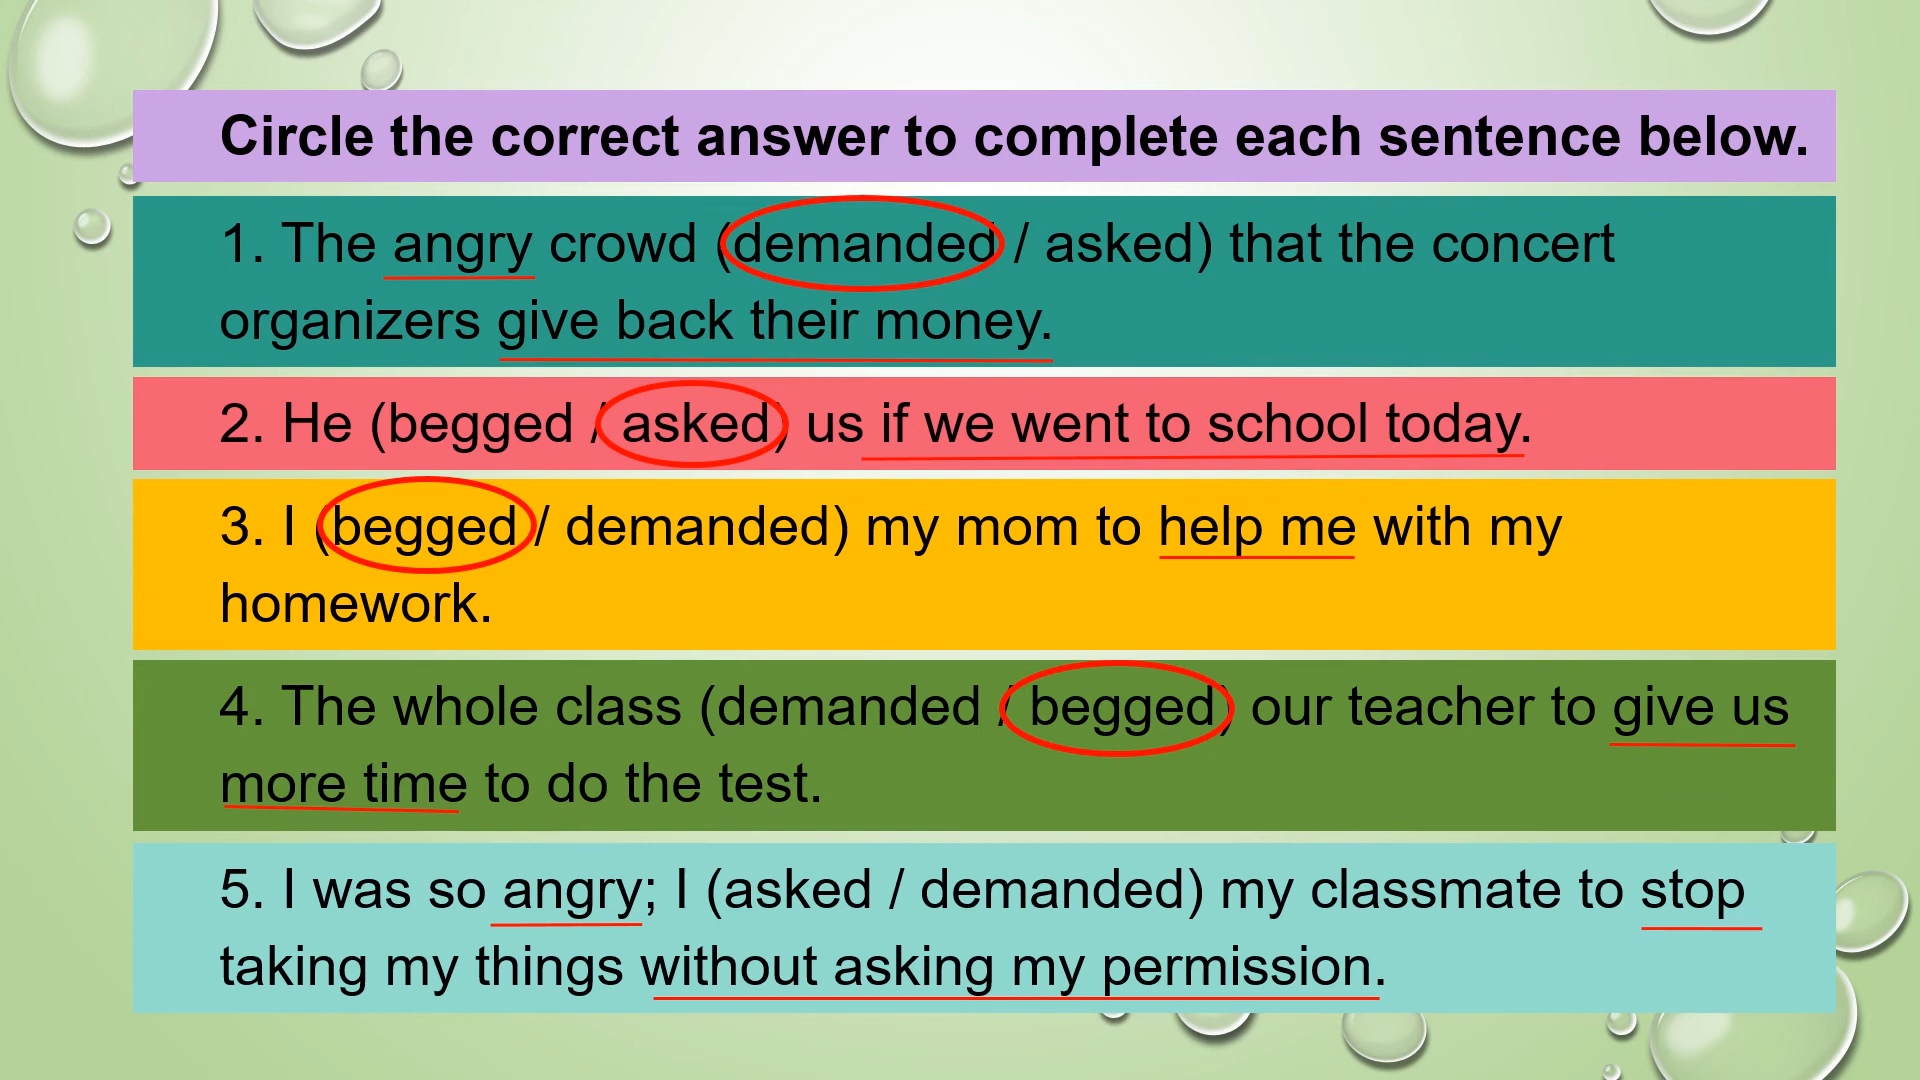 Circle the correct answer to complete each sentence below.
1. The angry crowd (demanded / asked) that the concert
organizers give back their money.
2. He (begged / asked) us if we went to school today.
3. I (begged / demanded) my mom to help me with my
homework.
4. The whole class (demanded / begged) our teacher to give us
more time to do the test.
5. I was so angry; I (asked / demanded) my classmate to stop
taking my things without asking my permission.